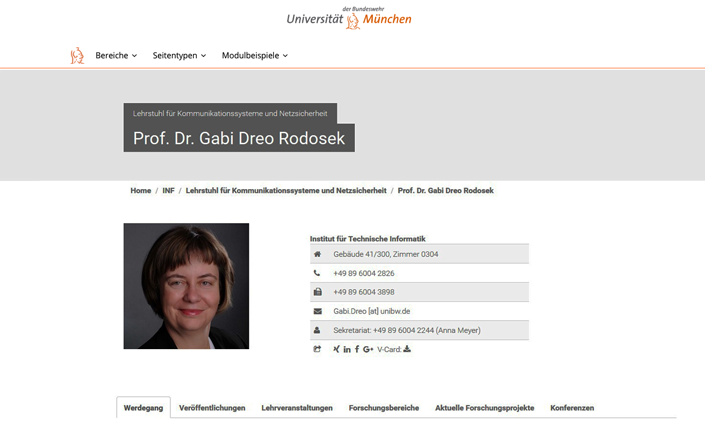 der Bundeswehr
Universität München
Bereiche Seitentypen Modulbeispiele
Lehrstuhl für Kommunikationssysteme und Netzsicherheit
Prof. Dr. Gabi Dreo Rodosek
Home / INF / Lehrstuhl für Kommunikationssysteme und Netzsicherheit / Prof. Dr. Gabi Dreo Rodosek
Institut für Technische Informatik
Gebäude 41/300, Zimmer 0304
+49 89 6004 2826
+49 89 6004 3898
Gabi.Dreo [at] unibw.de
Sekretariat: +49 89 6004 2244 (Anna Meyer)
in f G+ V-Card:
Werdegang Veröffentlichungen Lehrveranstaltungen Forschungsbereiche Aktuelle Forschungsprojekte Konferenzen